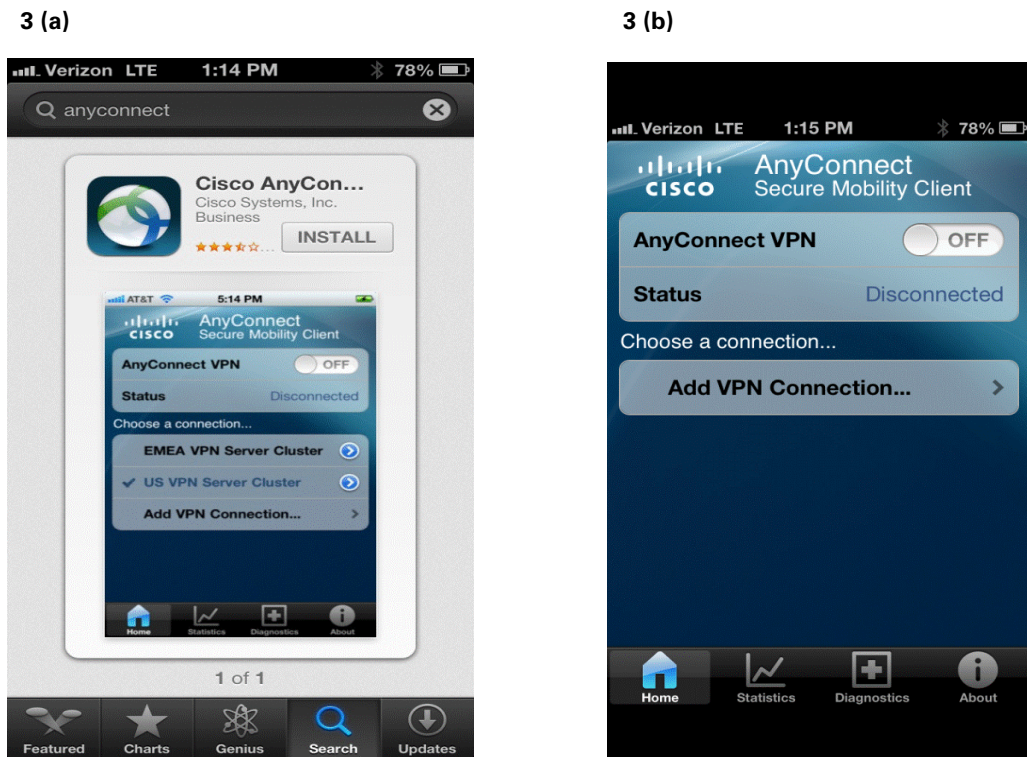 3 (a)
Verizon LTE 1:14 PM 78%
anyconnect
Cisco AnyCon...
Cisco Systems, Inc.
Business
INSTALL
AT&T 5:14 PM
CISCO
AnyConnect
Secure Mobility Client
AnyConnect VPN OFF
Status Disconnected
Choose a connection...
EMEA VPN Server Cluster
US VPN Server Cluster
Add VPN Connection...
Home Statistics Diagnostics About
1 of 1
Featured Charts Genius Search Updates
3 (b)
Verizon LTE 1:15 PM 78%
CISCO
AnyConnect
Secure Mobility Client
AnyConnect VPN OFF
Status Disconnected
Choose a connection...
Add VPN Connection...
Home Statistics Diagnostics About